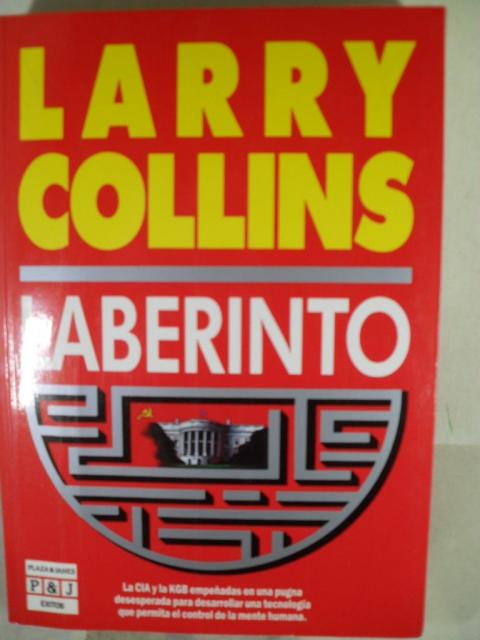 LARRY
COLLINS
LABERINTO
PLAZA & JANES
P & J
EXITOS
La CIA y la KGB empeñadas en una pugna
desesperada para desarrollar una tecnología
que permita el control de la mente humana.